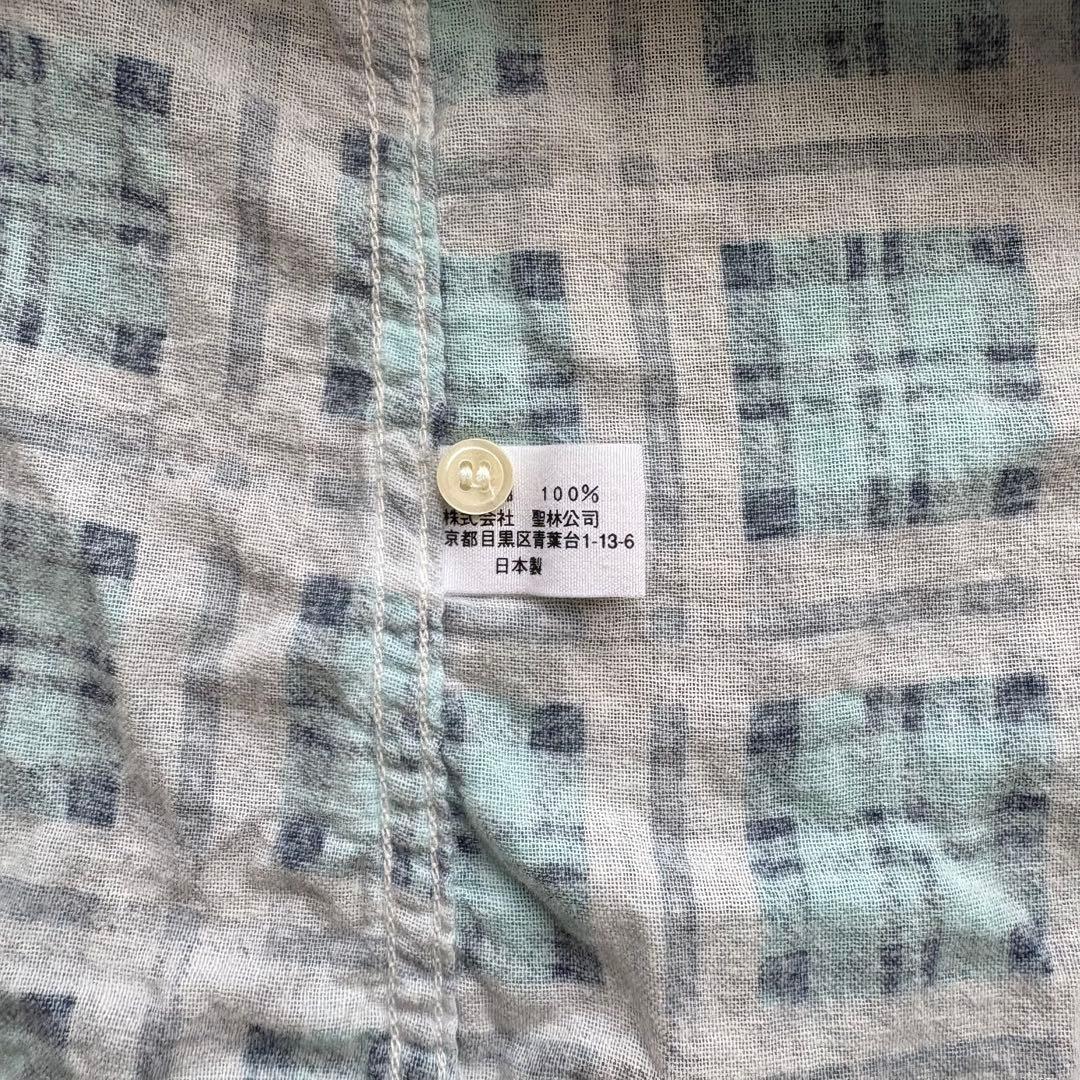 100%
株式会社 聖林公司
京都目黒区青葉台1-13-6
日本製